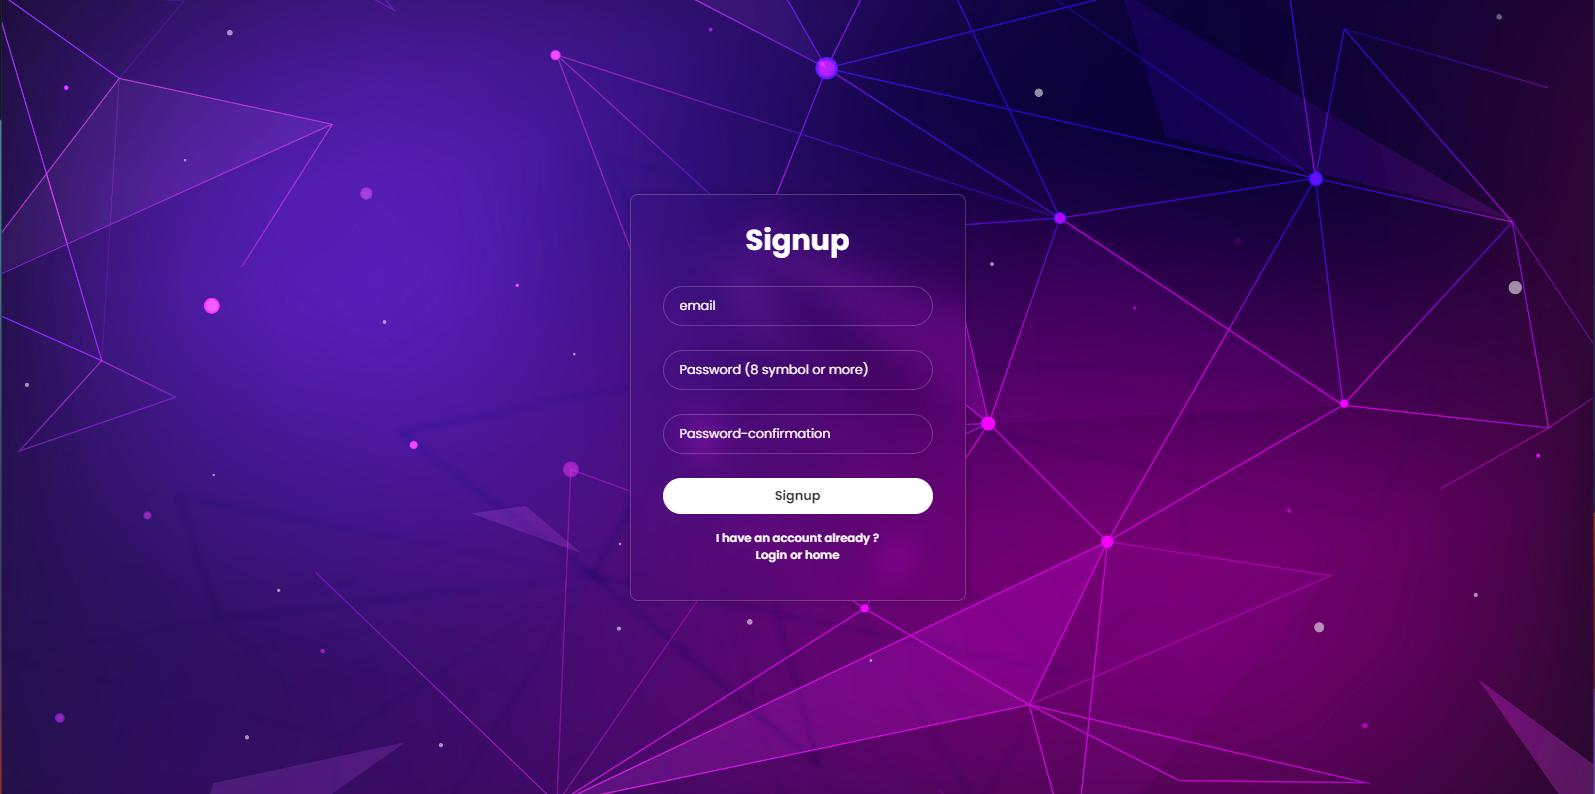 Signup
email
Password (8 symbol or more)
Password-confirmation
Signup
I have an account already ?
Login or home